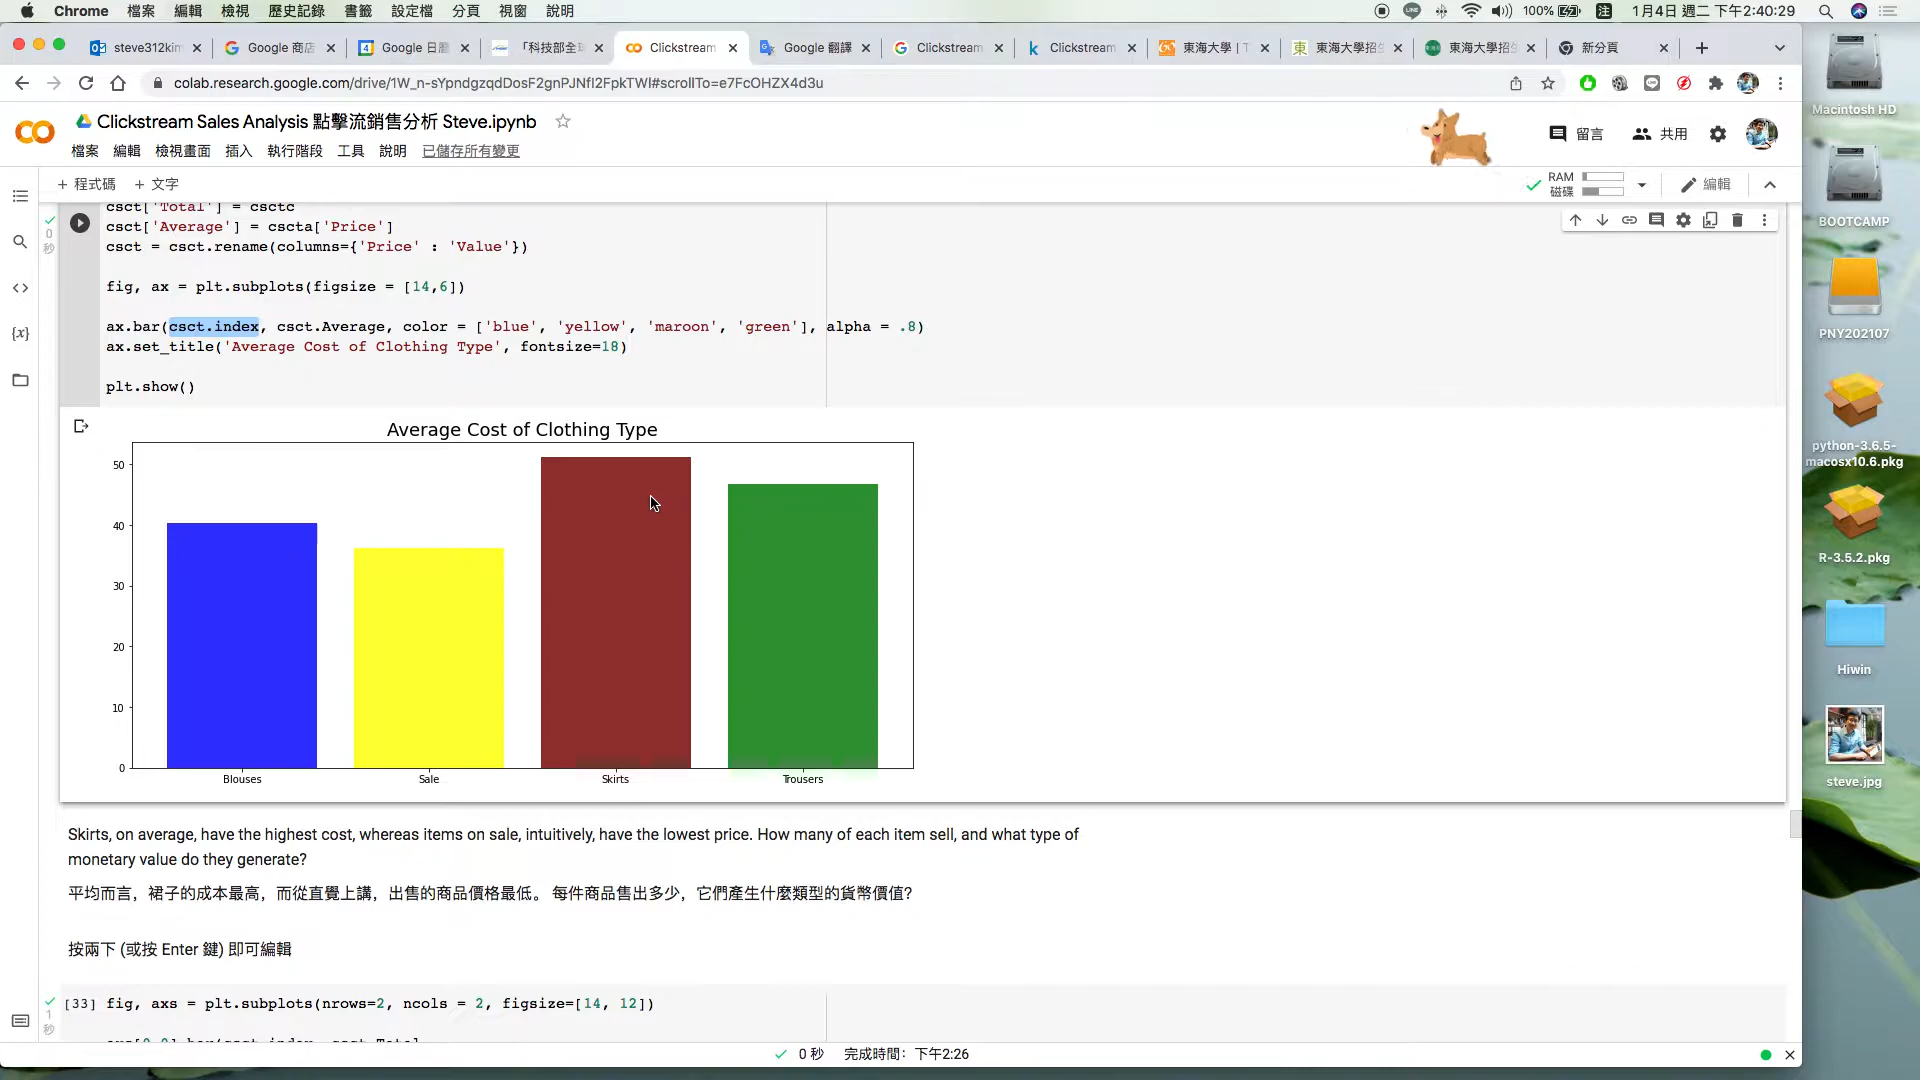 Chrome 檔案 編輯 檢視 歷史記錄 書籤 設定檔 分頁 視窗 說明 100% 注 1月4日 週二 下午2:40:29
steve312kim Google 商店 Google 日曆 「科技部全球 Clickstream Google 翻譯 Clickstream Clickstream 東海大學 | T 東海大學招生 東海大學招生 新分頁
colab.research.google.com/drive/1W_n-sYpndgzqdDosF2gnPJNfI2FpkTWI#scrollTo=e7FcOHZX4d3u
Clickstream Sales Analysis 點擊流銷售分析 Steve.ipynb
留言 共用
檔案 編輯 檢視畫面 插入 執行階段 工具 說明 已儲存所有變更
+ 程式碼 + 文字
RAM
磁碟
編輯
0
秒
csct['Total'] = csctc
csct['Average'] = cscta['Price']
csct = csct.rename(columns={'Price' : 'Value'})
fig, ax = plt.subplots(figsize = [14,6])
ax.bar(csct.index, csct.Average, color = ['blue', 'yellow', 'maroon', 'green'], alpha = .8)
ax.set_title('Average Cost of Clothing Type', fontsize=18)
plt.show()
Average Cost of Clothing Type
50
40
30
20
10
0
Blouses Sale Skirts Trousers
Skirts, on average, have the highest cost, whereas items on sale, intuitively, have the lowest price. How many of each item sell, and what type of
monetary value do they generate?
平均而言，裙子的成本最高，而從直覺上講，出售的商品價格最低。 每件商品售出多少，它們產生什麼類型的貨幣價值?
按兩下 (或按 Enter 鍵) 即可編輯
1
秒
[33] fig, axs = plt.subplots(nrows=2, ncols = 2, figsize=[14, 12])
0 秒 完成時間：下午2:26
Macintosh HD
BOOTCAMP
PNY202107
python-3.6.5-
macosx10.6.pkg
R-3.5.2.pkg
Hiwin
steve.jpg